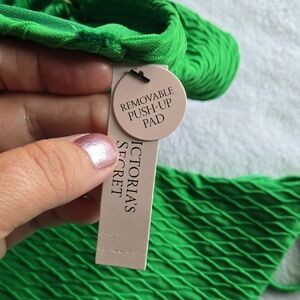 REMOVABLE
PUSH-UP
PAD
VICTORIA'S
SECRET